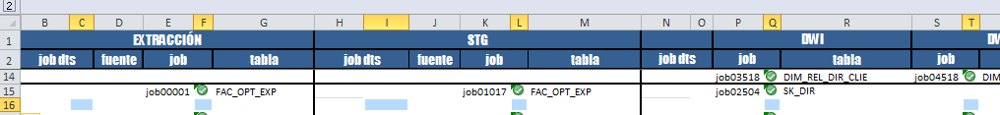 2
B C D E F G H I J K L M N O P Q R S T
1 EXTRACCIÓN STG DWI
2 job dts fuente job tabla job dts fuente job tabla job dts job tabla job
14 job03518 DIM_REL_DIR_CLIE job04518 DIM
15 job00001 FAC_OPT_EXP job01017 FAC_OPT_EXP job02504 SK_DIR
16